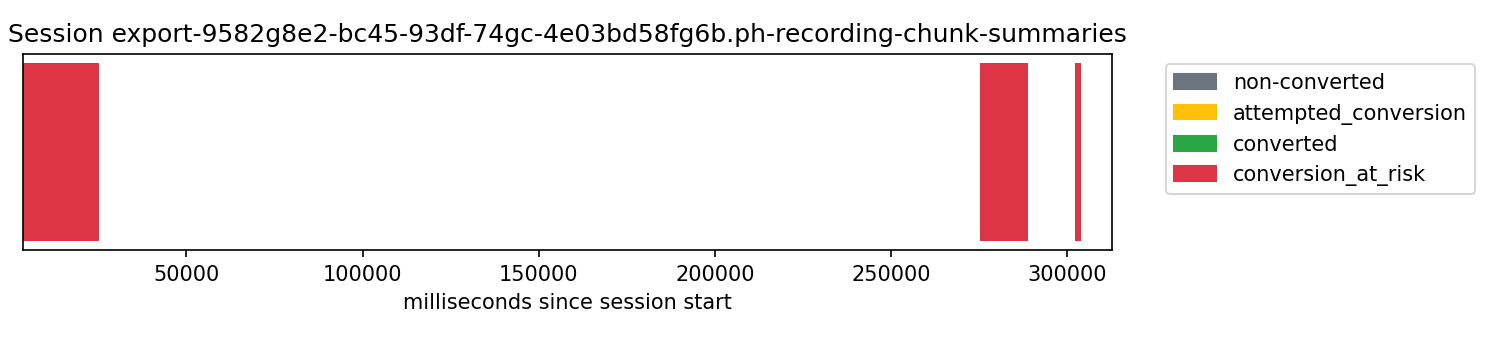 Session export-9582g8e2-bc45-93df-74gc-4e03bd58fg6b.ph-recording-chunk-summaries
non-converted
attempted_conversion
converted
conversion_at_risk
50000 100000 150000 200000 250000 300000
milliseconds since session start